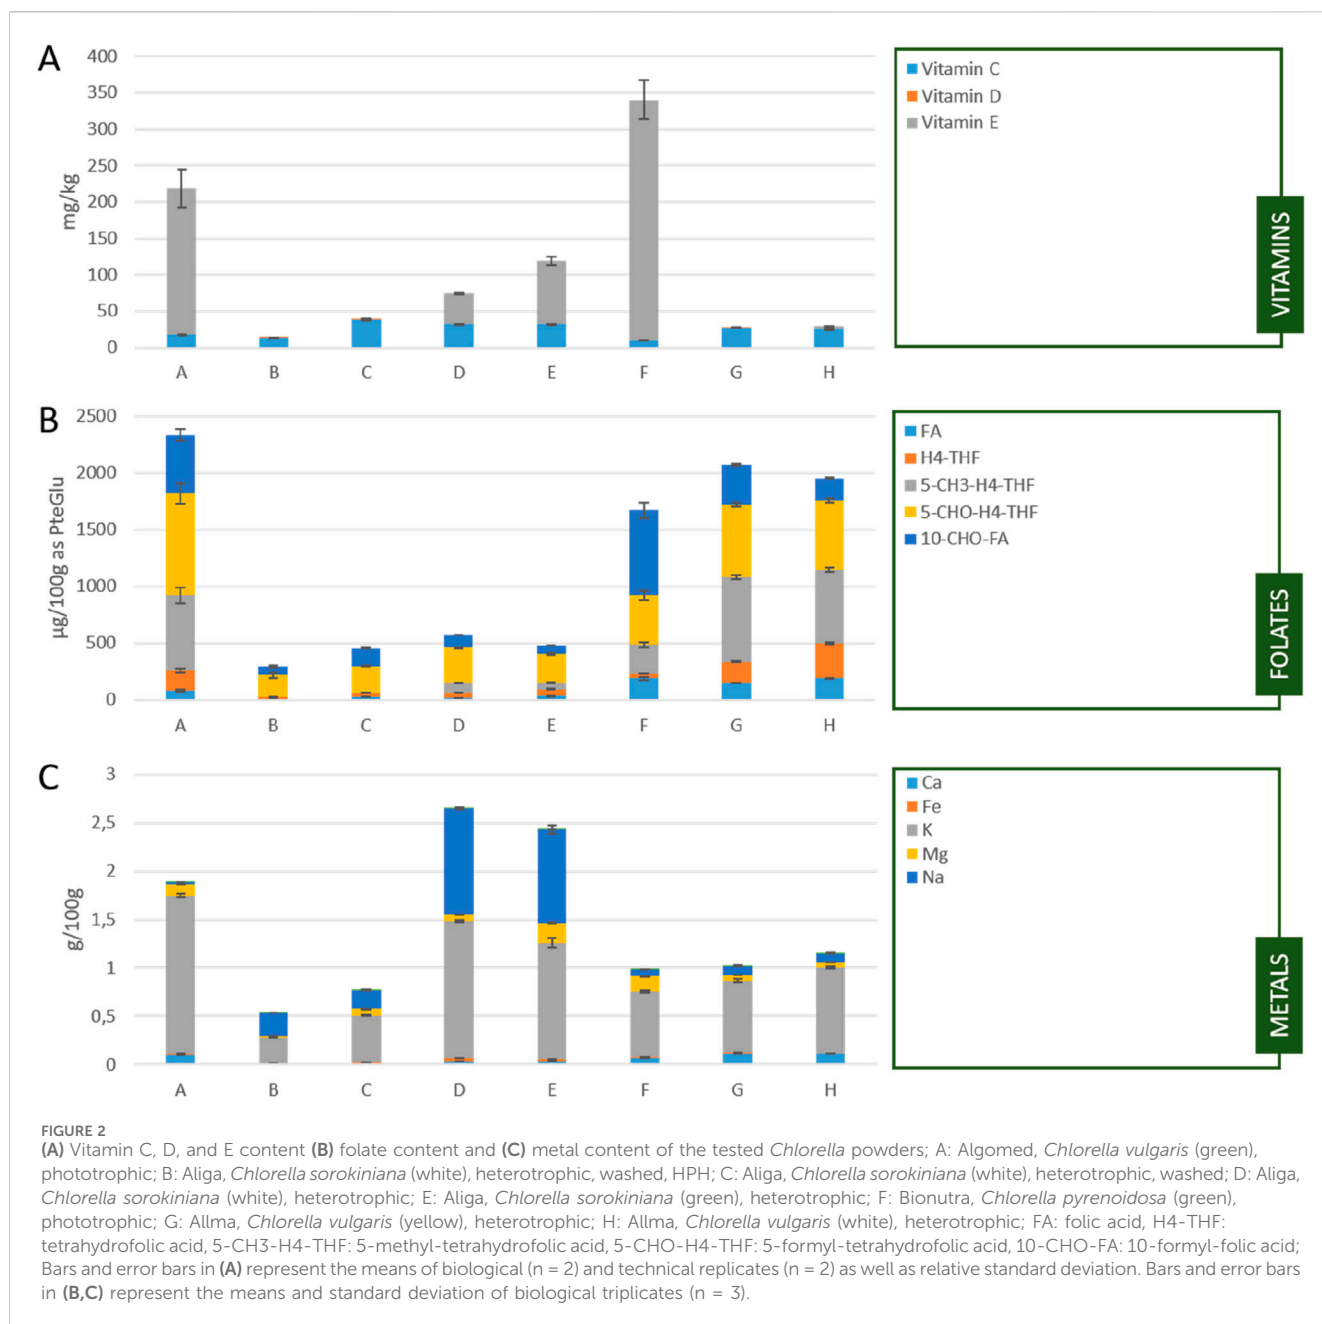 A
400
350
300
250
200
150
100
50
0
mg/kg
A B C D E F G H
Vitamin C
Vitamin D
Vitamin E
VITAMINS
B
2500
2000
1500
1000
500
0
µg/100g as PteGlu
A B C D E F G H
FA
H4-THF
5-CH3-H4-THF
5-CHO-H4-THF
10-CHO-FA
FOLATES
C
3
2,5
2
1,5
1
0,5
0
g/100g
A B C D E F G H
Ca
Fe
K
Mg
Na
METALS
FIGURE 2
(A) Vitamin C, D, and E content (B) folate content and (C) metal content of the tested Chlorella powders; A: Algomed, Chlorella vulgaris (green),
phototrophic; B: Aliga, Chlorella sorokiniana (white), heterotrophic, washed, HPH; C: Aliga, Chlorella sorokiniana (white), heterotrophic, washed; D: Aliga,
Chlorella sorokiniana (white), heterotrophic; E: Aliga, Chlorella sorokiniana (green), heterotrophic; F: Bionutra, Chlorella pyrenoidosa (green),
phototrophic; G: Allma, Chlorella vulgaris (yellow), heterotrophic; H: Allma, Chlorella vulgaris (white), heterotrophic; FA: folic acid, H4-THF:
tetrahydrofolic acid, 5-CH3-H4-THF: 5-methyl-tetrahydrofolic acid, 5-CHO-H4-THF: 5-formyl-tetrahydrofolic acid, 10-CHO-FA: 10-formyl-folic acid;
Bars and error bars in (A) represent the means of biological (n = 2) and technical replicates (n = 2) as well as relative standard deviation. Bars and error bars
in (B,C) represent the means and standard deviation of biological triplicates (n = 3).